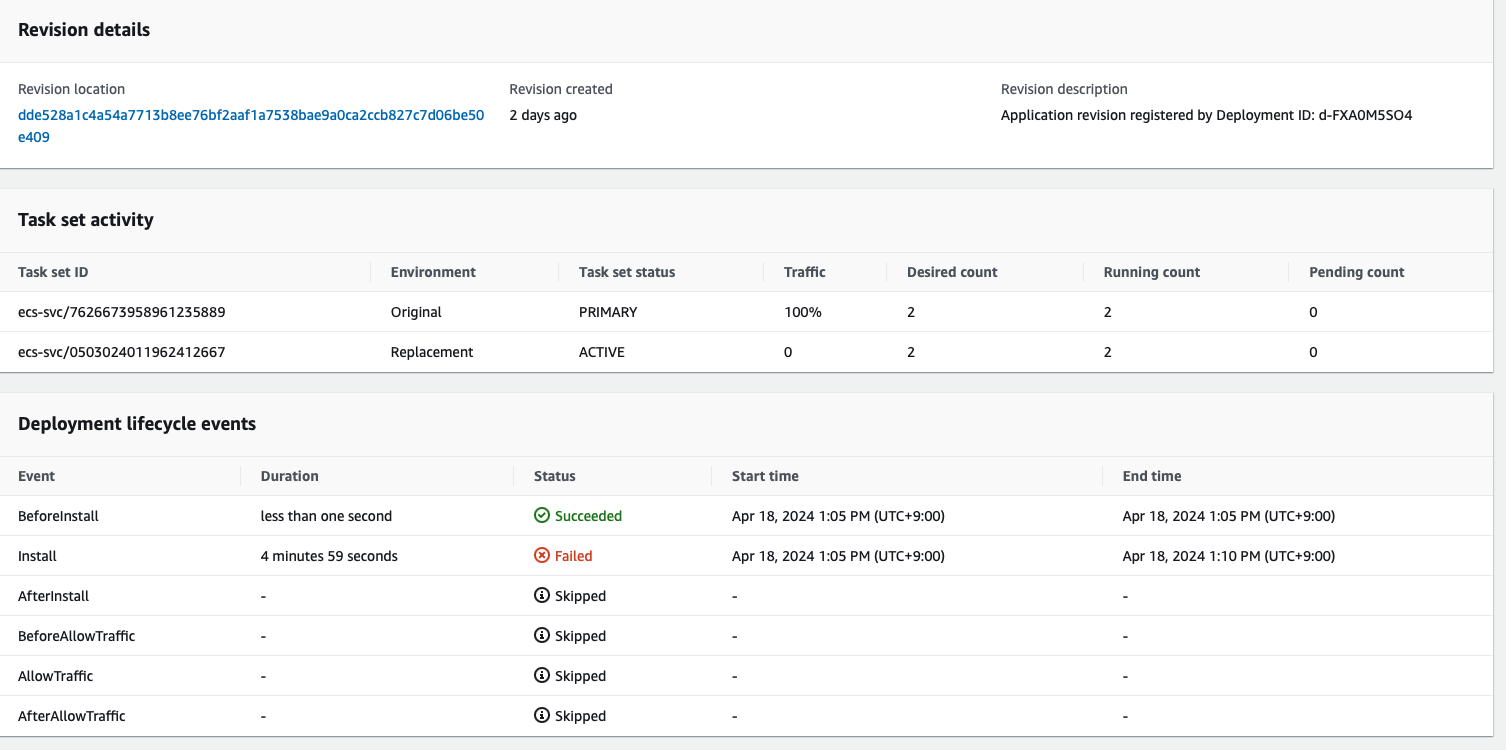 Revision details
Revision location Revision created Revision description
dde528a1c4a54a7713b8ee76bf2aaf1a7538bae9a0ca2ccb827c7d06be50 2 days ago Application revision registered by Deployment ID: d-FXA0M5SO4
e409
Task set activity
Task set ID Environment Task set status Traffic Desired count Running count Pending count
ecs-svc/7626673958961235889 Original PRIMARY 100% 2 2 0
ecs-svc/0503024011962412667 Replacement ACTIVE 0 2 2 0
Deployment lifecycle events
Event Duration Status Start time End time
BeforeInstall less than one second Succeeded Apr 18, 2024 1:05 PM (UTC+9:00) Apr 18, 2024 1:05 PM (UTC+9:00)
Install 4 minutes 59 seconds Failed Apr 18, 2024 1:05 PM (UTC+9:00) Apr 18, 2024 1:10 PM (UTC+9:00)
AfterInstall - Skipped - -
BeforeAllowTraffic - Skipped - -
AllowTraffic - Skipped - -
AfterAllowTraffic - Skipped - -